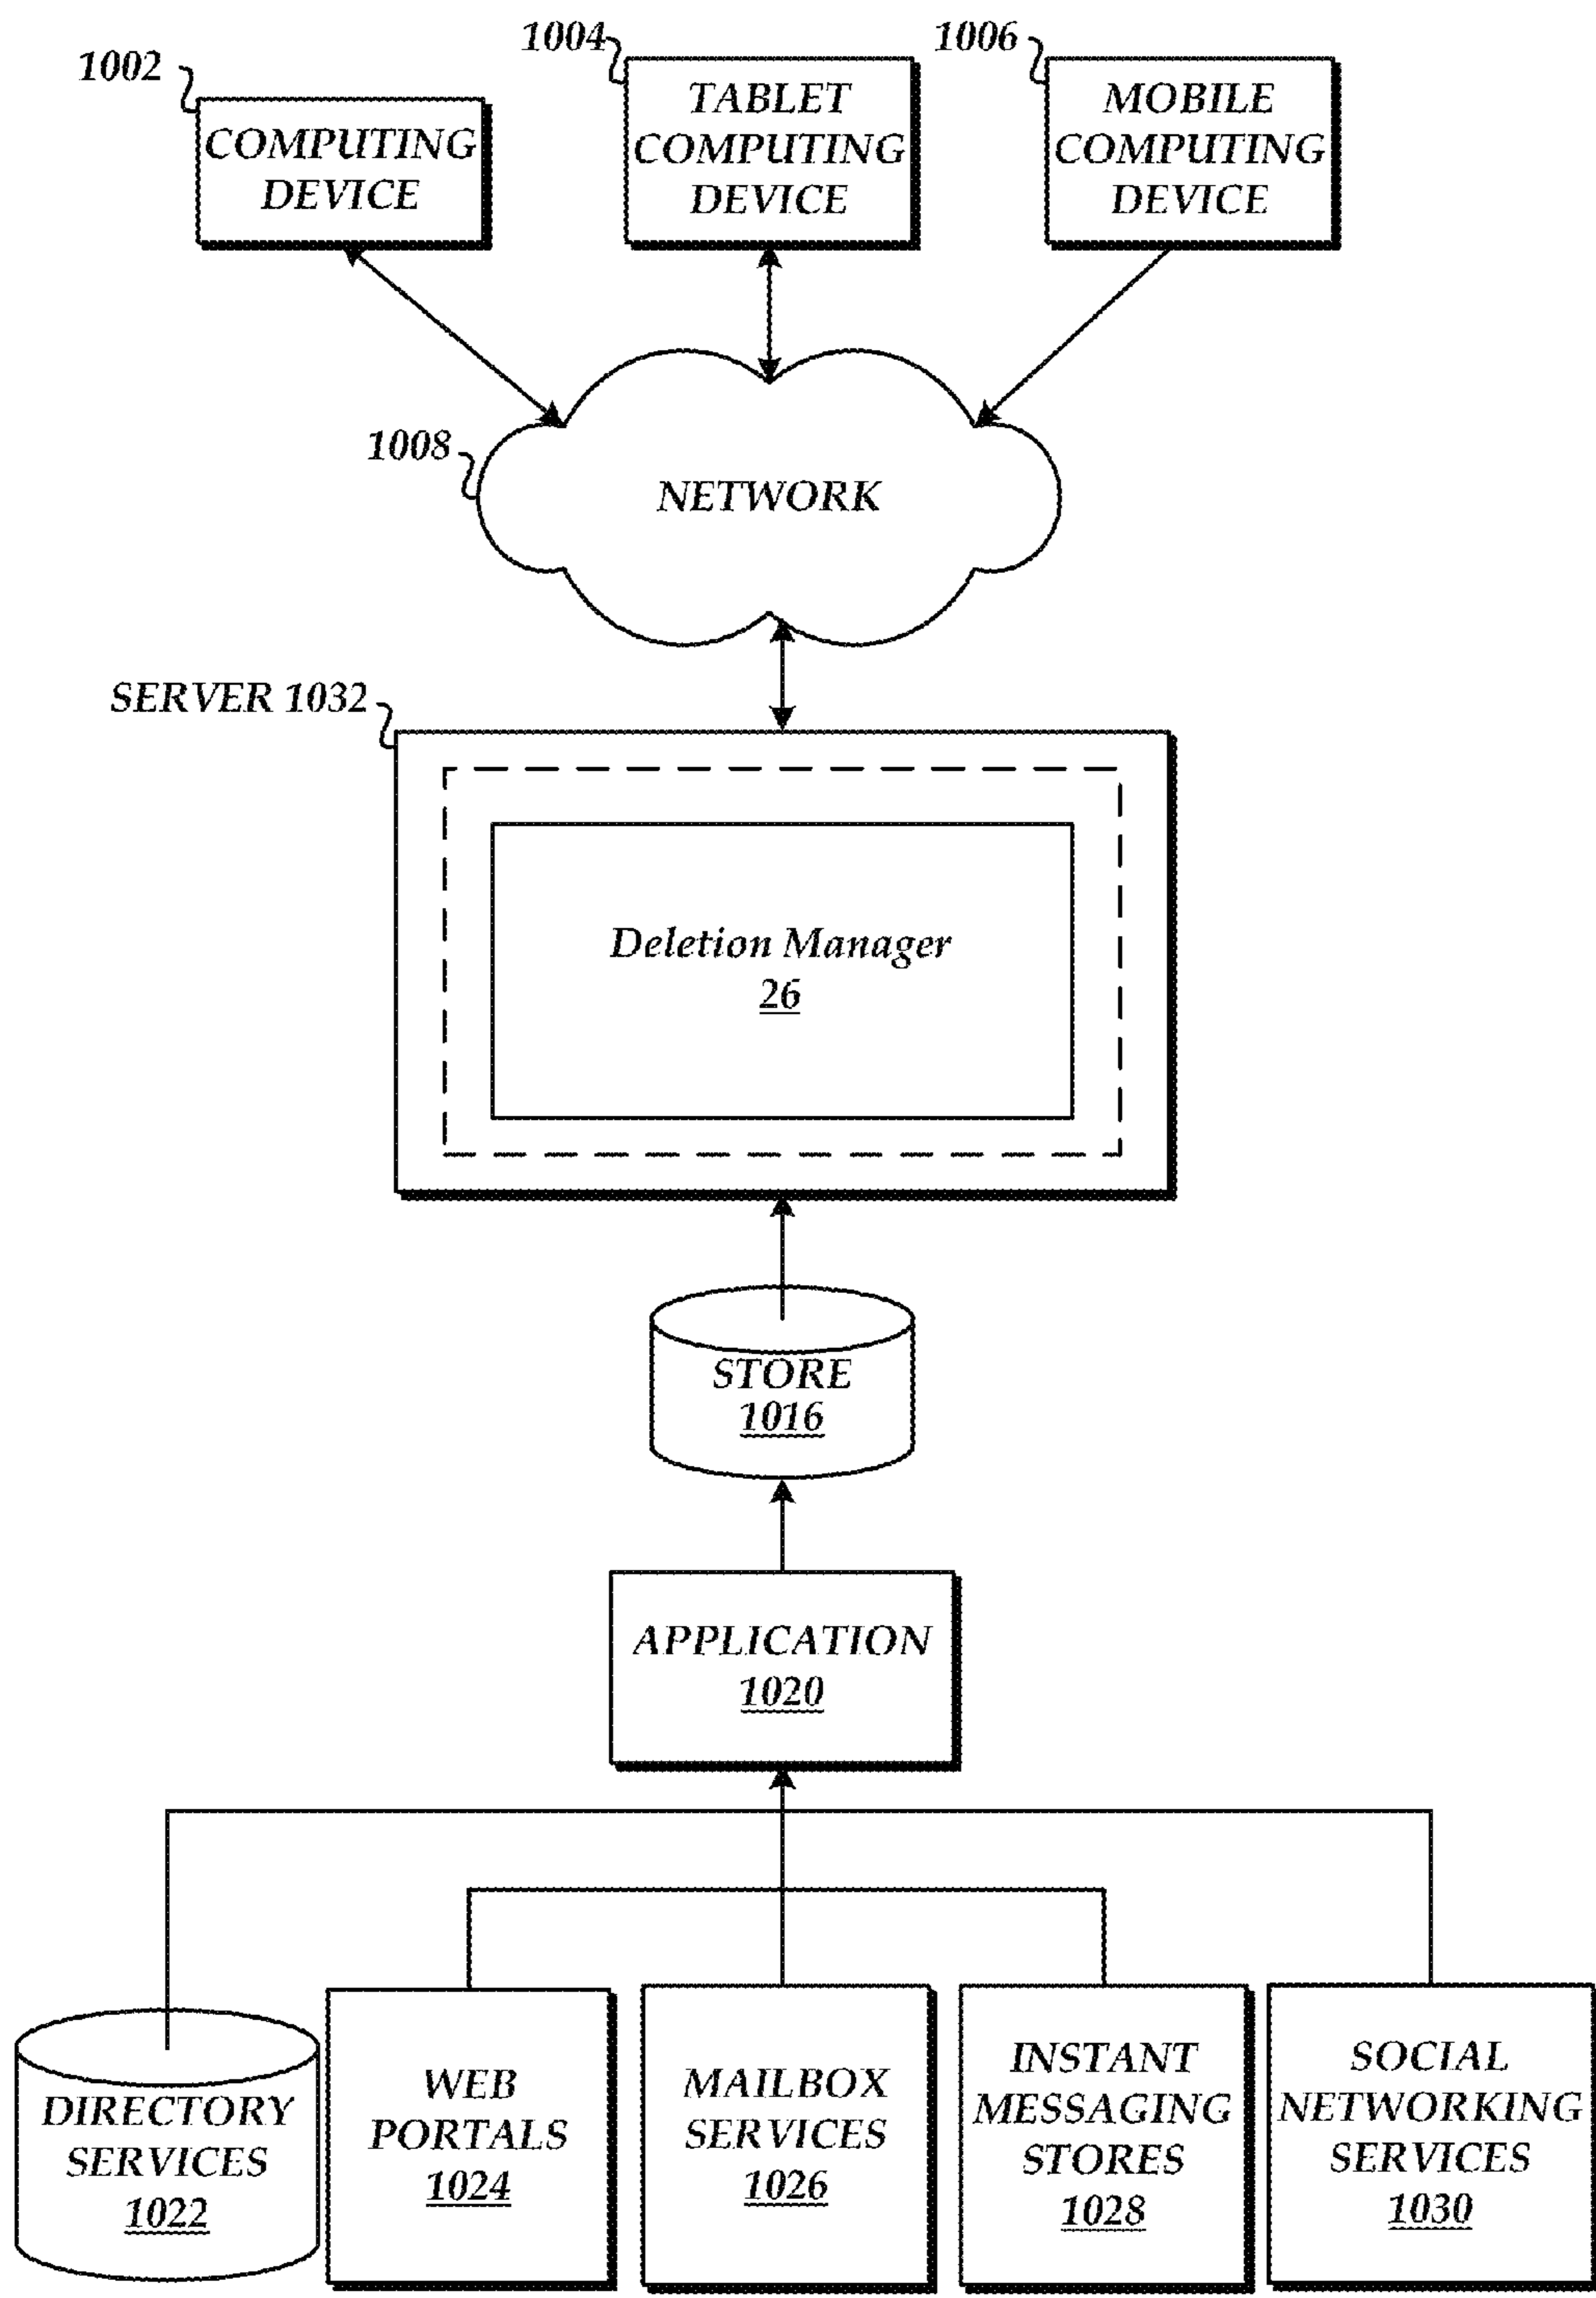 1002
COMPUTING
DEVICE
1004
TABLET
COMPUTING
DEVICE
1006
MOBILE
COMPUTING
DEVICE
1008
NETWORK
SERVER 1032
Deletion Manager
26
STORE
1016
APPLICATION
1020
DIRECTORY
SERVICES
1022
WEB
PORTALS
1024
MAILBOX
SERVICES
1026
INSTANT
MESSAGING
STORES
1028
SOCIAL
NETWORKING
SERVICES
1030